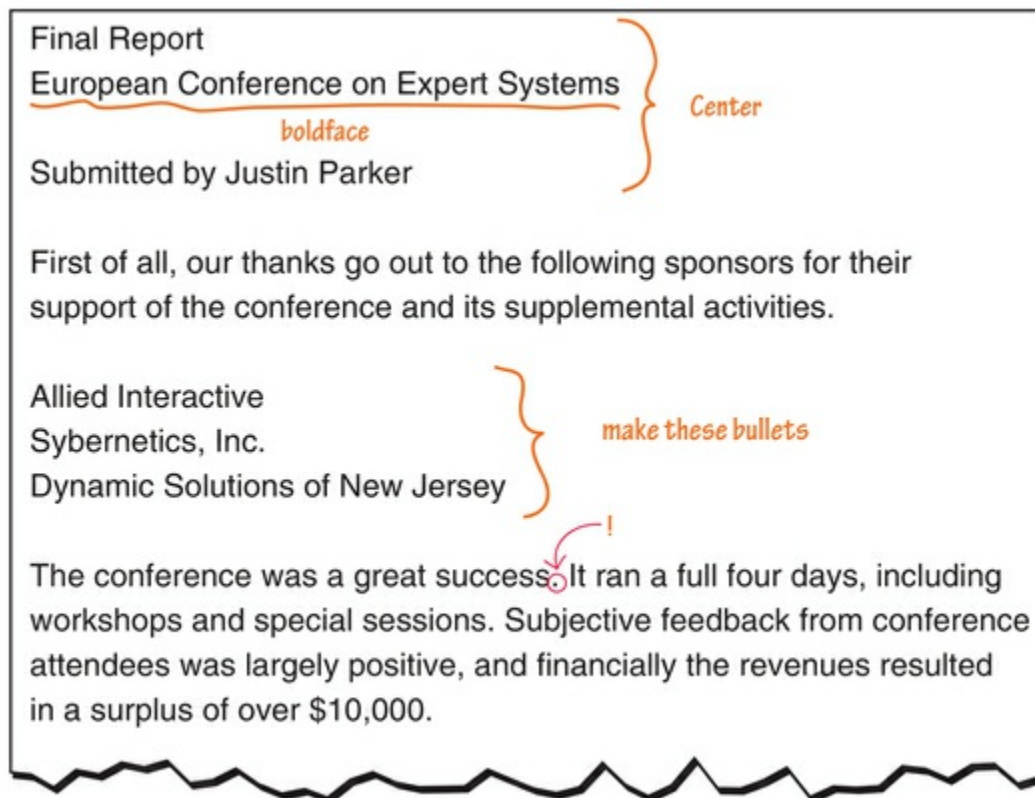 Final Report
European Conference on Expert Systems
Center
boldface
Submitted by Justin Parker
First of all, our thanks go out to the following sponsors for their
support of the conference and its supplemental activities.
Allied Interactive
Sybernetics, Inc.
make these bullets
Dynamic Solutions of New Jersey
!
The conference was a great success. It ran a full four days, including
workshops and special sessions. Subjective feedback from conference
attendees was largely positive, and financially the revenues resulted
in a surplus of over $10,000.